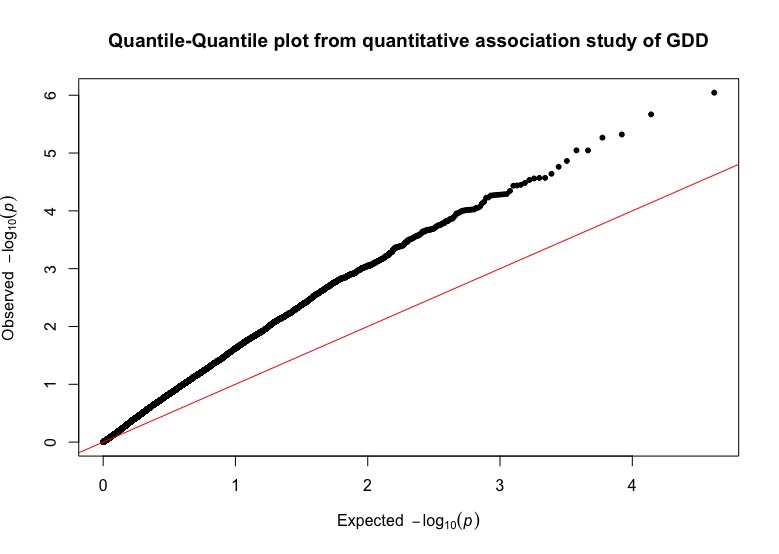 Quantile-Quantile plot from quantitative association study of GDD
6
5
4
3
2
1
0
Observed −log₁₀(p)
0 1 2 3 4
Expected −log₁₀(p)